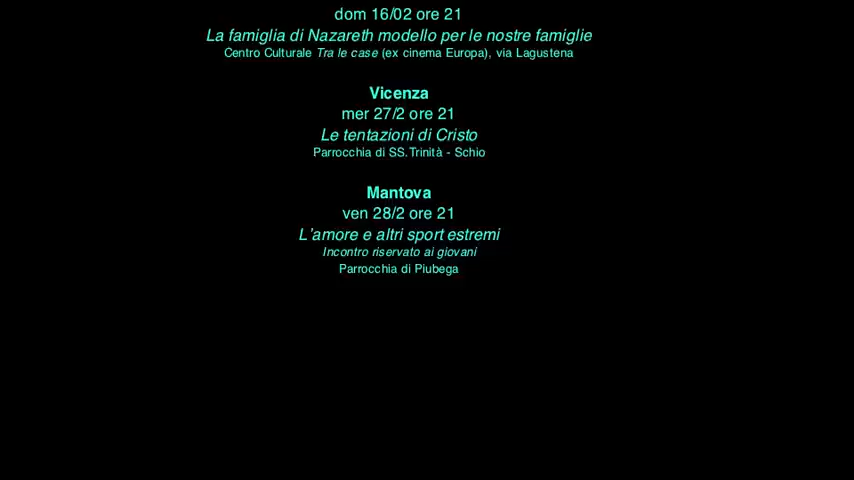 dom 16/02 ore 21
La famiglia di Nazareth modello per le nostre famiglie
Centro Culturale Tra le case (ex cinema Europa), via Lagustena
Vicenza
mer 27/2 ore 21
Le tentazioni di Cristo
Parrocchia di SS.Trinità - Schio
Mantova
ven 28/2 ore 21
L'amore e altri sport estremi
Incontro riservato ai giovani
Parrocchia di Piubega